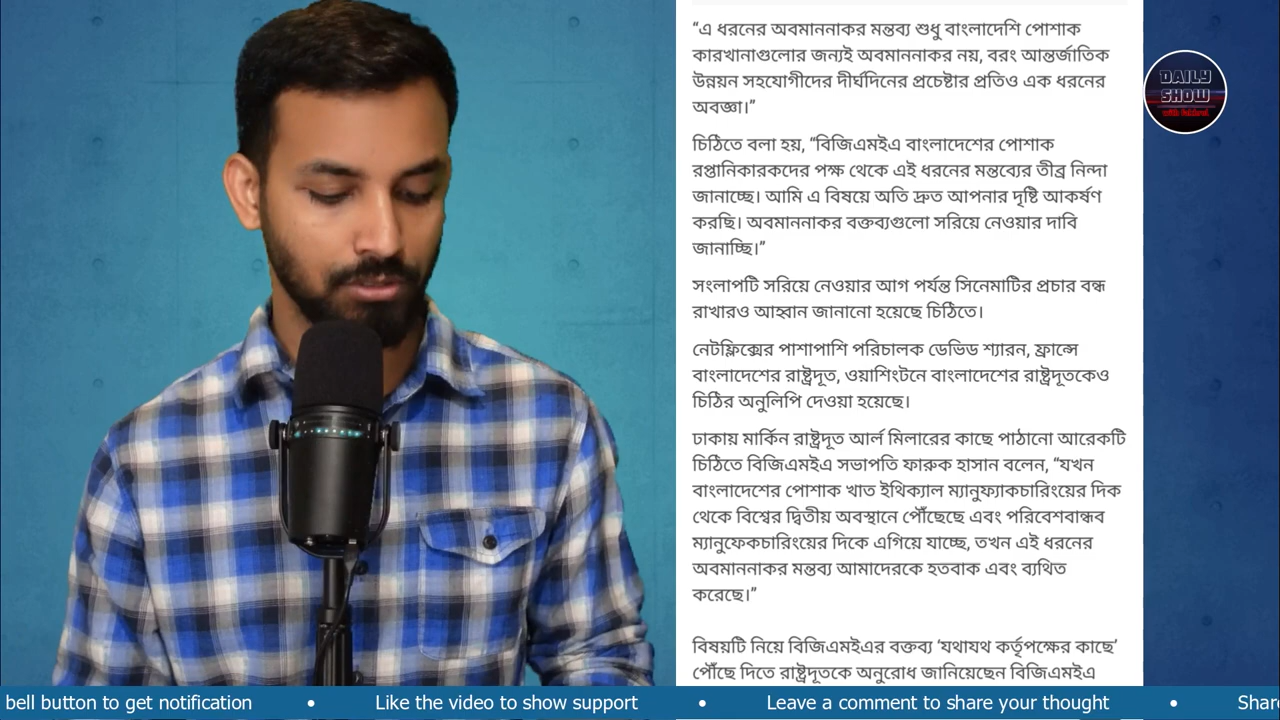 “এ ধরনের অবমাননাকর মন্তব্য শুধু বাংলাদেশি পোশাক
কারখানাগুলোর জন্যই অবমাননাকর নয়, বরং আন্তর্জাতিক
উন্নয়ন সহযোগীদের দীর্ঘদিনের প্রচেষ্টার প্রতিও এক ধরনের
অবজ্ঞা।”
চিঠিতে বলা হয়, “বিজিএমইএ বাংলাদেশের পোশাক
রপ্তানিকারকদের পক্ষ থেকে এই ধরনের মন্তব্যের তীব্র নিন্দা
জানাচ্ছে। আমি এ বিষয়ে অতি দ্রুত আপনার দৃষ্টি আকর্ষণ
করছি। অবমাননাকর বক্তব্যগুলো সরিয়ে নেওয়ার দাবি
জানাচ্ছি।”
সংলাপটি সরিয়ে নেওয়ার আগ পর্যন্ত সিনেমাটির প্রচার বন্ধ
রাখারও আহ্বান জানানো হয়েছে চিঠিতে।
নেটফ্লিক্সের পাশাপাশি পরিচালক ডেভিড শ্যারন, ফ্রান্সে
বাংলাদেশের রাষ্ট্রদূত, ওয়াশিংটনে বাংলাদেশের রাষ্ট্রদূতকেও
চিঠির অনুলিপি দেওয়া হয়েছে।
ঢাকায় মার্কিন রাষ্ট্রদূত আর্ল মিলারের কাছে পাঠানো আরেকটি
চিঠিতে বিজিএমইএ সভাপতি ফারুক হাসান বলেন, “যখন
বাংলাদেশের পোশাক খাত ইথিক্যাল ম্যানুফ্যাকচারিংয়ের দিক
থেকে বিশ্বের দ্বিতীয় অবস্থানে পৌঁছেছে এবং পরিবেশবান্ধব
ম্যানুফেকচারিংয়ের দিকে এগিয়ে যাচ্ছে, তখন এই ধরনের
অবমাননাকর মন্তব্য আমাদেরকে হতবাক এবং ব্যথিত
করেছে।”
বিষয়টি নিয়ে বিজিএমইএর বক্তব্য ‘যথাযথ কর্তৃপক্ষের কাছে’
পৌঁছে দিতে রাষ্ট্রদূতকে অনুরোধ জানিয়েছেন বিজিএমইএ
DAILY
SHOW
bell button to get notification • Like the video to show support • Leave a comment to share your thought • Shar